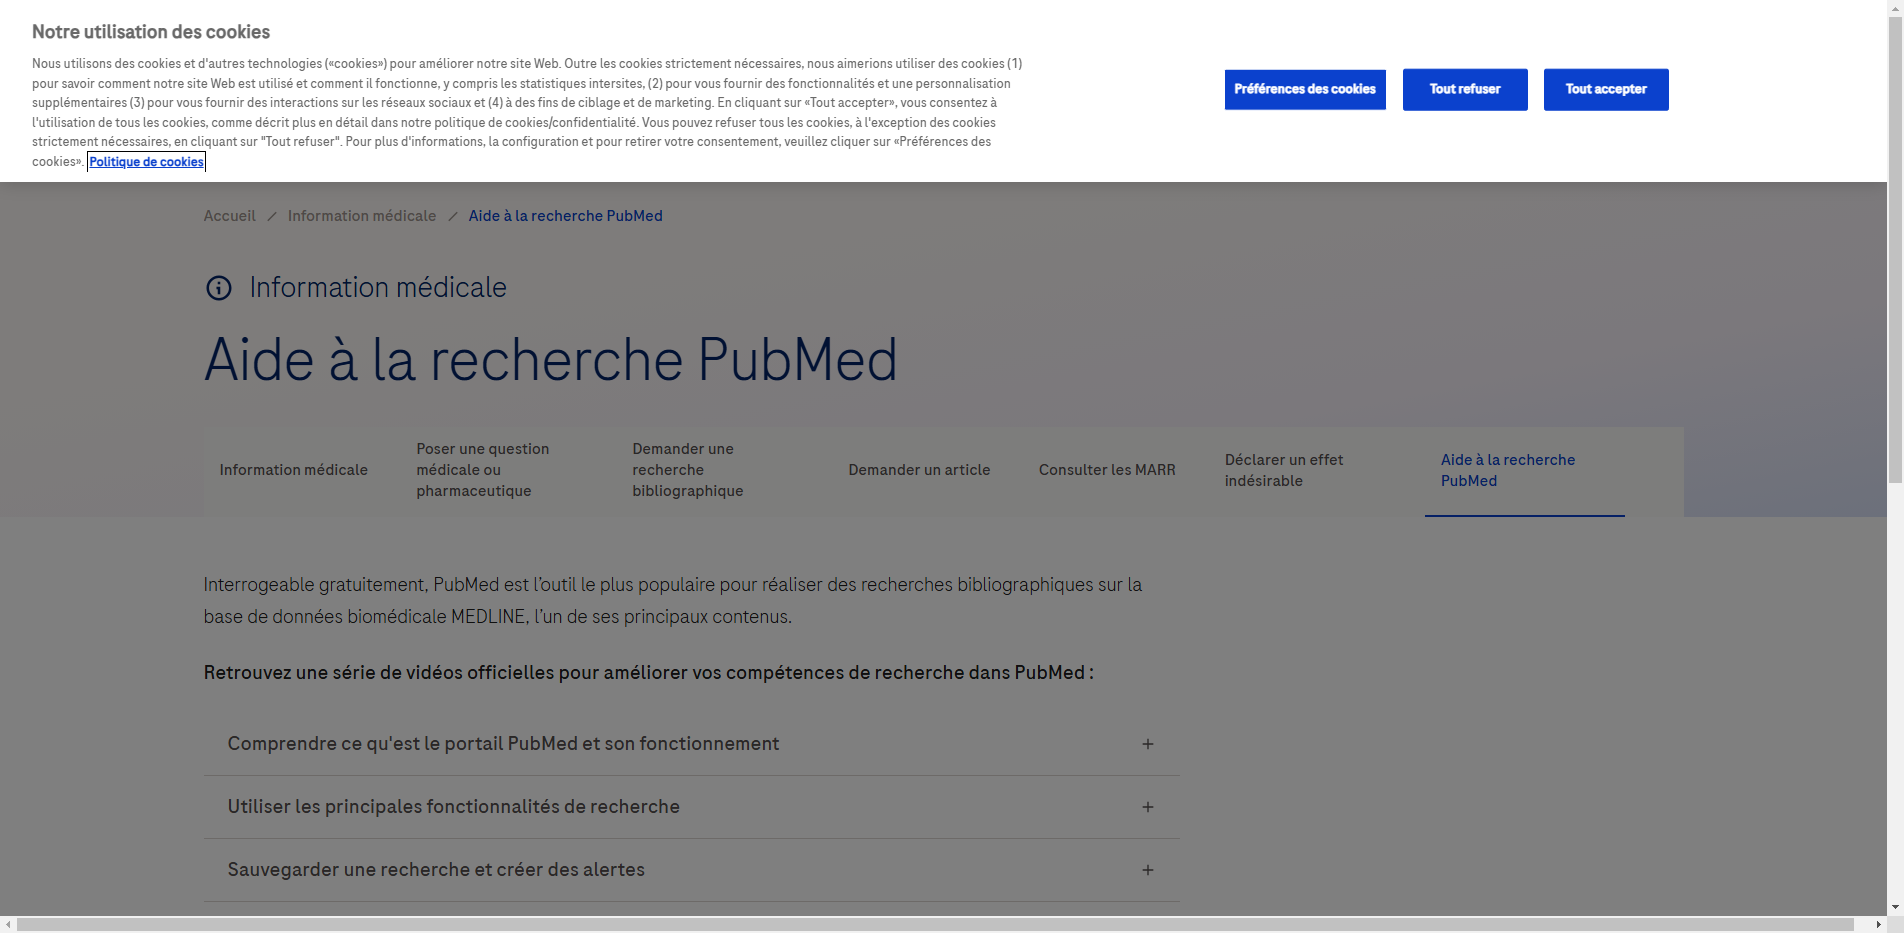 Notre utilisation des cookies
Nous utilisons des cookies et d'autres technologies («cookies») pour améliorer notre site Web. Outre les cookies strictement nécessaires, nous aimerions utiliser des cookies (1)
pour savoir comment notre site Web est utilisé et comment il fonctionne, y compris les statistiques intersites, (2) pour vous fournir des fonctionnalités et une personnalisation
supplémentaires (3) pour vous fournir des interactions sur les réseaux sociaux et (4) à des fins de ciblage et de marketing. En cliquant sur «Tout accepter», vous consentez à
l'utilisation de tous les cookies, comme décrit plus en détail dans notre politique de cookies/confidentialité. Vous pouvez refuser tous les cookies, à l'exception des cookies
strictement nécessaires, en cliquant sur "Tout refuser". Pour plus d'informations, la configuration et pour retirer votre consentement, veuillez cliquer sur «Préférences des
cookies». Politique de cookies
Préférences des cookies
Tout refuser
Tout accepter
Accueil / Information médicale / Aide à la recherche PubMed
Information médicale
Aide à la recherche PubMed
Information médicale
Poser une question
médicale ou
pharmaceutique
Demander une
recherche
bibliographique
Demander un article
Consulter les MARR
Déclarer un effet
indésirable
Aide à la recherche
PubMed
Interrogeable gratuitement, PubMed est l’outil le plus populaire pour réaliser des recherches bibliographiques sur la
base de données biomédicale MEDLINE, l’un de ses principaux contenus.
Retrouvez une série de vidéos officielles pour améliorer vos compétences de recherche dans PubMed :
Comprendre ce qu'est le portail PubMed et son fonctionnement +
Utiliser les principales fonctionnalités de recherche +
Sauvegarder une recherche et créer des alertes +